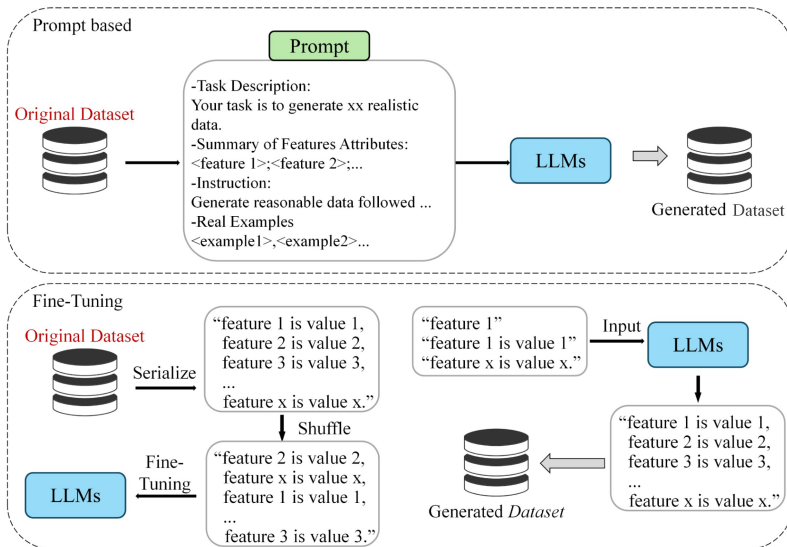 Prompt based
Prompt
Original Dataset
-Task Description:
Your task is to generate xx realistic
data.
-Summary of Features Attributes:
<feature 1>;<feature 2>;...
-Instruction:
Generate reasonable data followed ...
-Real Examples
<example1>,<example2>...
LLMs
Generated Dataset
Fine-Tuning
Original Dataset
Serialize
“feature 1 is value 1,
feature 2 is value 2,
feature 3 is value 3,
...
feature x is value x.”
Shuffle
“feature 2 is value 2,
feature x is value x,
feature 1 is value 1,
...
feature 3 is value 3.”
Fine-
Tuning
LLMs
“feature 1”
“feature 1 is value 1”
“feature x is value x.”
Input
LLMs
“feature 1 is value 1,
feature 2 is value 2,
feature 3 is value 3,
...
feature x is value x.”
Generated Dataset